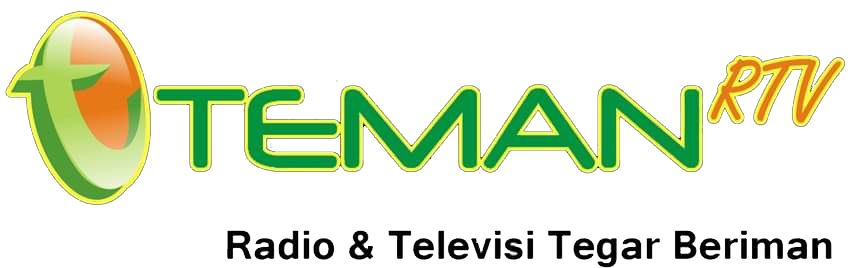 t TEMAN RTV
Radio & Televisi Tegar Beriman